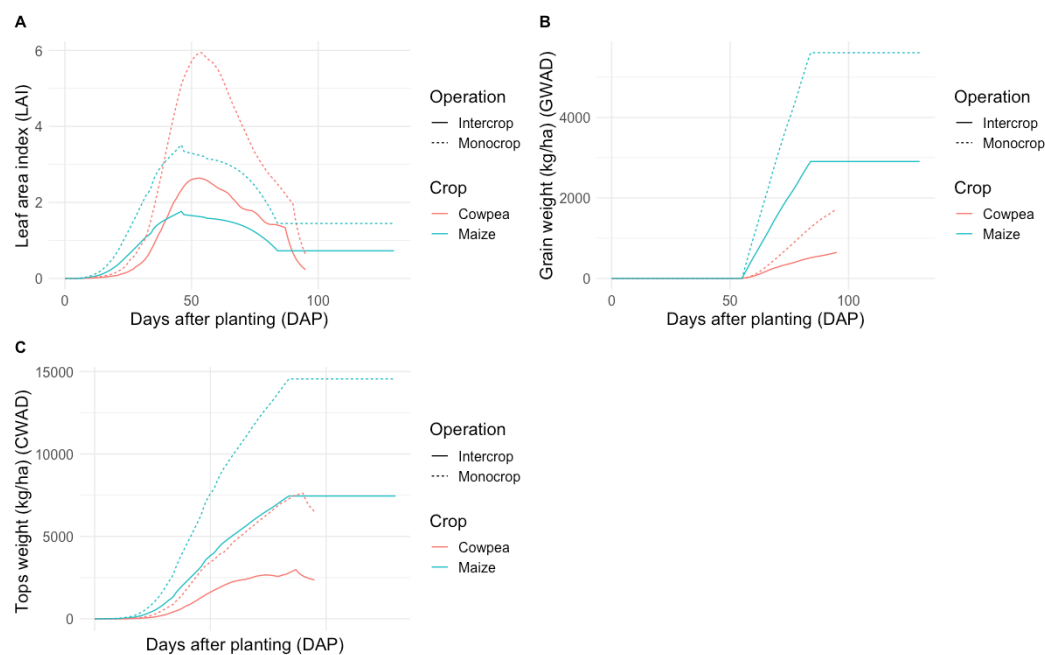 A
Leaf area index (LAI)
6
4
2
0
0 50 100
Days after planting (DAP)
Operation
Intercrop
Monocrop
Crop
Cowpea
Maize
B
Grain weight (kg/ha) (GWAD)
4000
2000
0
0 50 100
Days after planting (DAP)
Operation
Intercrop
Monocrop
Crop
Cowpea
Maize
C
Tops weight (kg/ha) (CWAD)
15000
10000
5000
0
Days after planting (DAP)
Operation
Intercrop
Monocrop
Crop
Cowpea
Maize